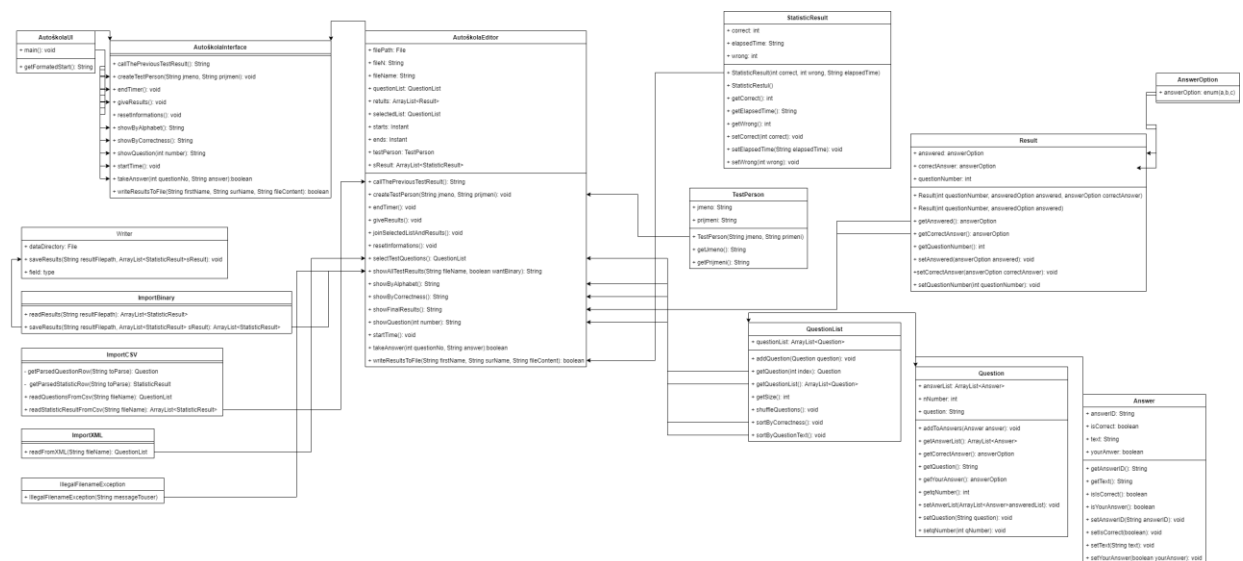 AutoškolaUI
+ main(): void
+ getFormatedStart(): String
AutoškolaInterface
+ callThePreviousTestResult(): String
+ createTestPerson(String jmeno, String prijmeni): void
+ endTimer(): void
+ giveResults(): void
+ resetInformations(): void
+ showByAlphabet(): String
+ showByCorrectness(): String
+ showQuestion(int number): String
+ startTime(): void
+ takeAnswer(int questionNo, String answer):boolean
+ writeResultsToFile(String firstName, String surName, String fileContent): boolean
Writer
+ dataDirectory: File
+ saveResults(String resultFilepath, ArrayList<StatisticResult>sResult): void
+ field: type
ImportBinary
+ readResults(resultFilepath): ArrayList<StatisticResult>
+ saveResults(String resultFilepath, ArrayList<StatisticResult> sResult): ArrayList<StatisticResult>
ImportCSV
- getParsedQuestionRow(String toParse): Question
- getParsedStatisticRow(String toParse): StatisticResult
+ readQuestionsFromCsv(String fileName): QuestionList
+ readStatisticResultFromCsv(String fileName): ArrayList<StatisticResult>
ImportXML
+ readFromXML(String fileName): QuestionList
IllegalFilenameException
+ illegalFilenameException(String messageTouser)
AutoškolaEditor
+ filePath: File
+ fileN: String
+ fileName: String
+ questionList: QuestionList
+ retults: ArrayList<Result>
+ selectedList: QuestionList
+ starts: Instant
+ ends: Instant
+ testPerson: TestPerson
+ sResult: ArrayList<StatisticResult>
+ callThePreviousTestResult(): String
+ createTestPerson(String jmeno, String prijmeni): void
+ endTimer(): void
+ giveResults(): void
+ joinSelectedListAndResults(): void
+ resetInformations(): void
+ selectTestQuestions(): QuestionList
+ showAllTestResults(String fileName, boolean wantBinary): String
+ showByAlphabet(): String
+ showByCorrectness(): String
+ showFinalResults(): String
+ showQuestion(int number): String
+ startTime(): void
+ takeAnswer(int questionNo, String answer):boolean
+ writeResultsToFile(String firstName, String surName, String fileContent): boolean
StatisticResult
+ correct: int
+ elapsedTime: String
+ wrong: int
+ StatisticResult(int correct, int wrong, String elapsedTime)
+ StatisticRestul()
+ getCorrect(): int
+ getElapsedTime(): String
+ getWrong(): int
+ setCorrect(int correct): void
+ setElapsedTime(String elapsedTime): void
+ setWrong(int wrong): void
TestPerson
+ jmeno: String
+ prijmeni: String
+ TestPerson(String jmeno, String prijmeni)
+ getJmeno(): String
+ getPrijmeni(): String
AnswerOption
+ answerOption: enum(a,b,c)
Result
+ answered: answerOption
+ correctAnswer: answerOption
+ questionNumber: int
+ Result(int questionNumber, answeredOption answered, answerOption correctAnswer)
+ Result(int questionNumber, answeredOption answered)
+ getAnswered(): answerOption
+ getCorrectAnswer(): answerOption
+ getQuestionNumber(): int
+ setAnswered(answerOption answered): void
+setCorrectAnswer(answerOption correctAnswer): void
+ setQuestionNumber(int questionNumber): void
QuestionList
+ questionList: ArrayList<Question>
+ addQuestion(Question question): void
+ getQuestion(int index): Question
+ getQuestionList(): ArrayList<Question>
+ getSize(): int
+ shuffleQuestions(): void
+ sortByCorrectness(): void
+ sortByQuestionText(): void
Question
+ answerList: ArrayList<Answer>
+ nNumber: int
+ question: String
+ addToAnswers(Answer answer): void
+ getAnswerList(): ArrayList<Answer>
+ getCorrectAnswer(): answerOption
+ getQuestion(): String
+ getYourAnswer(): answerOption
+ getqNumber(): int
+ setAnwerList(ArrayList<Answer>answeredList): void
+ setQuestion(String question): void
+ setqNumber(int qNumber): void
Answer
+ answerID: String
+ isCorrect: boolean
+ text: String
+ yourAnwer: boolean
+ getAnswerID(): String
+ getText(): String
+ isIsCorrect(): boolean
+ isYourAnswer(): boolean
+ setAnswerID(String answerID): void
+ setIsCorrect(boolean): void
+ setText(String text): void
+ setYourAnswer(boolean yourAnwer): void